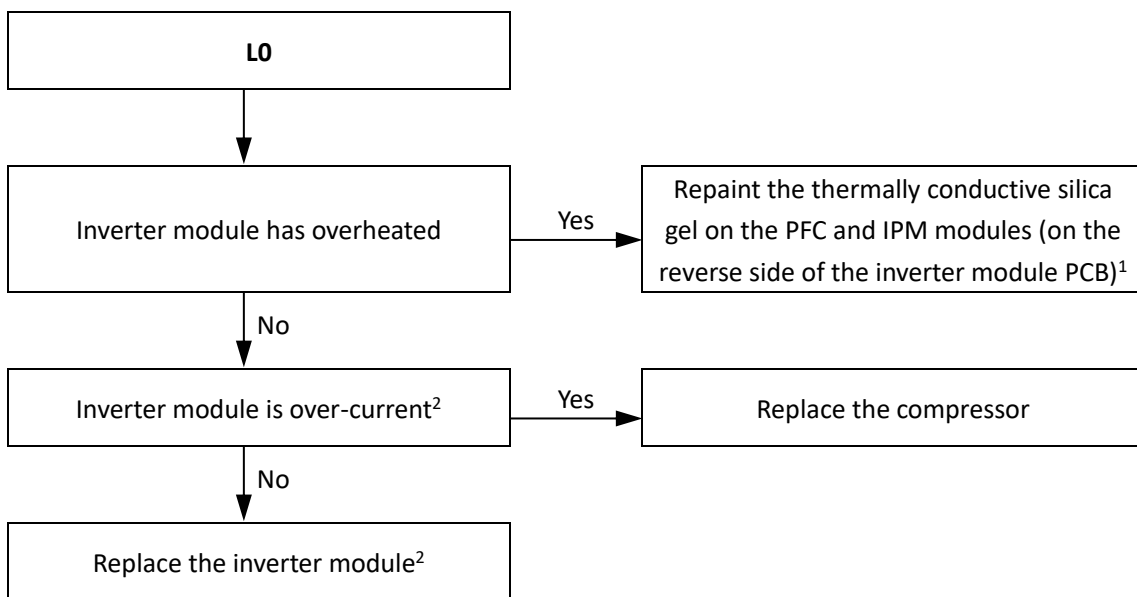 L0
Inverter module has overheated
Yes
Repaint the thermally conductive silica
gel on the PFC and IPM modules (on the
reverse side of the inverter module PCB)¹
No
Inverter module is over-current²
Yes
Replace the compressor
No
Replace the inverter module²